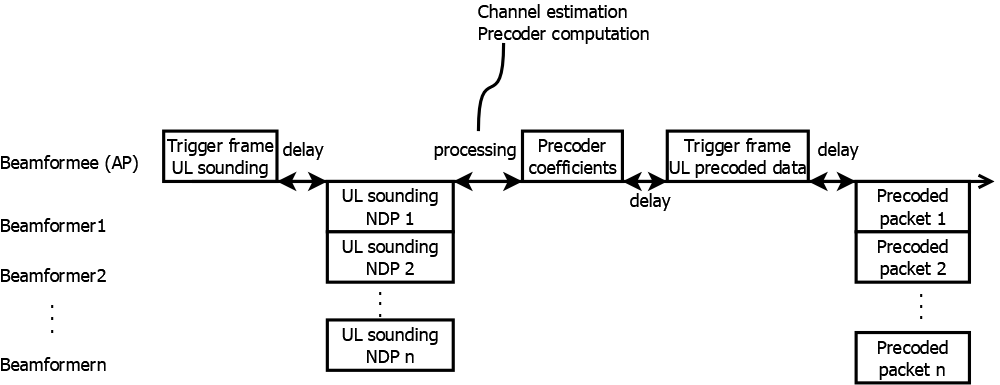 Channel estimation
Precoder computation
Beamformee (AP)
Trigger frame
UL sounding
delay
processing
Precoder
coefficients
delay
Trigger frame
UL precoded data
delay
Beamformer1
UL sounding
NDP 1
Precoded
packet 1
Beamformer2
UL sounding
NDP 2
Precoded
packet 2
Beamformern
UL sounding
NDP n
Precoded
packet n